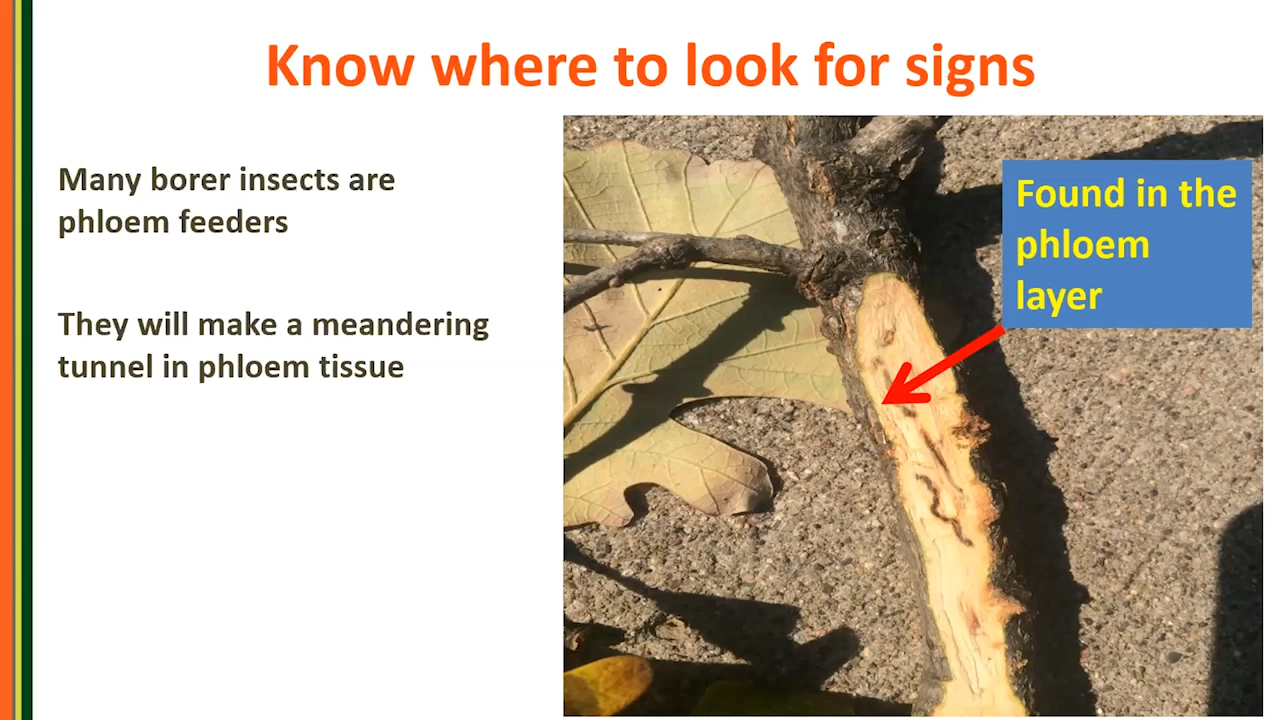 Know where to look for signs
Many borer insects are
phloem feeders
They will make a meandering
tunnel in phloem tissue
Found in the
phloem
layer